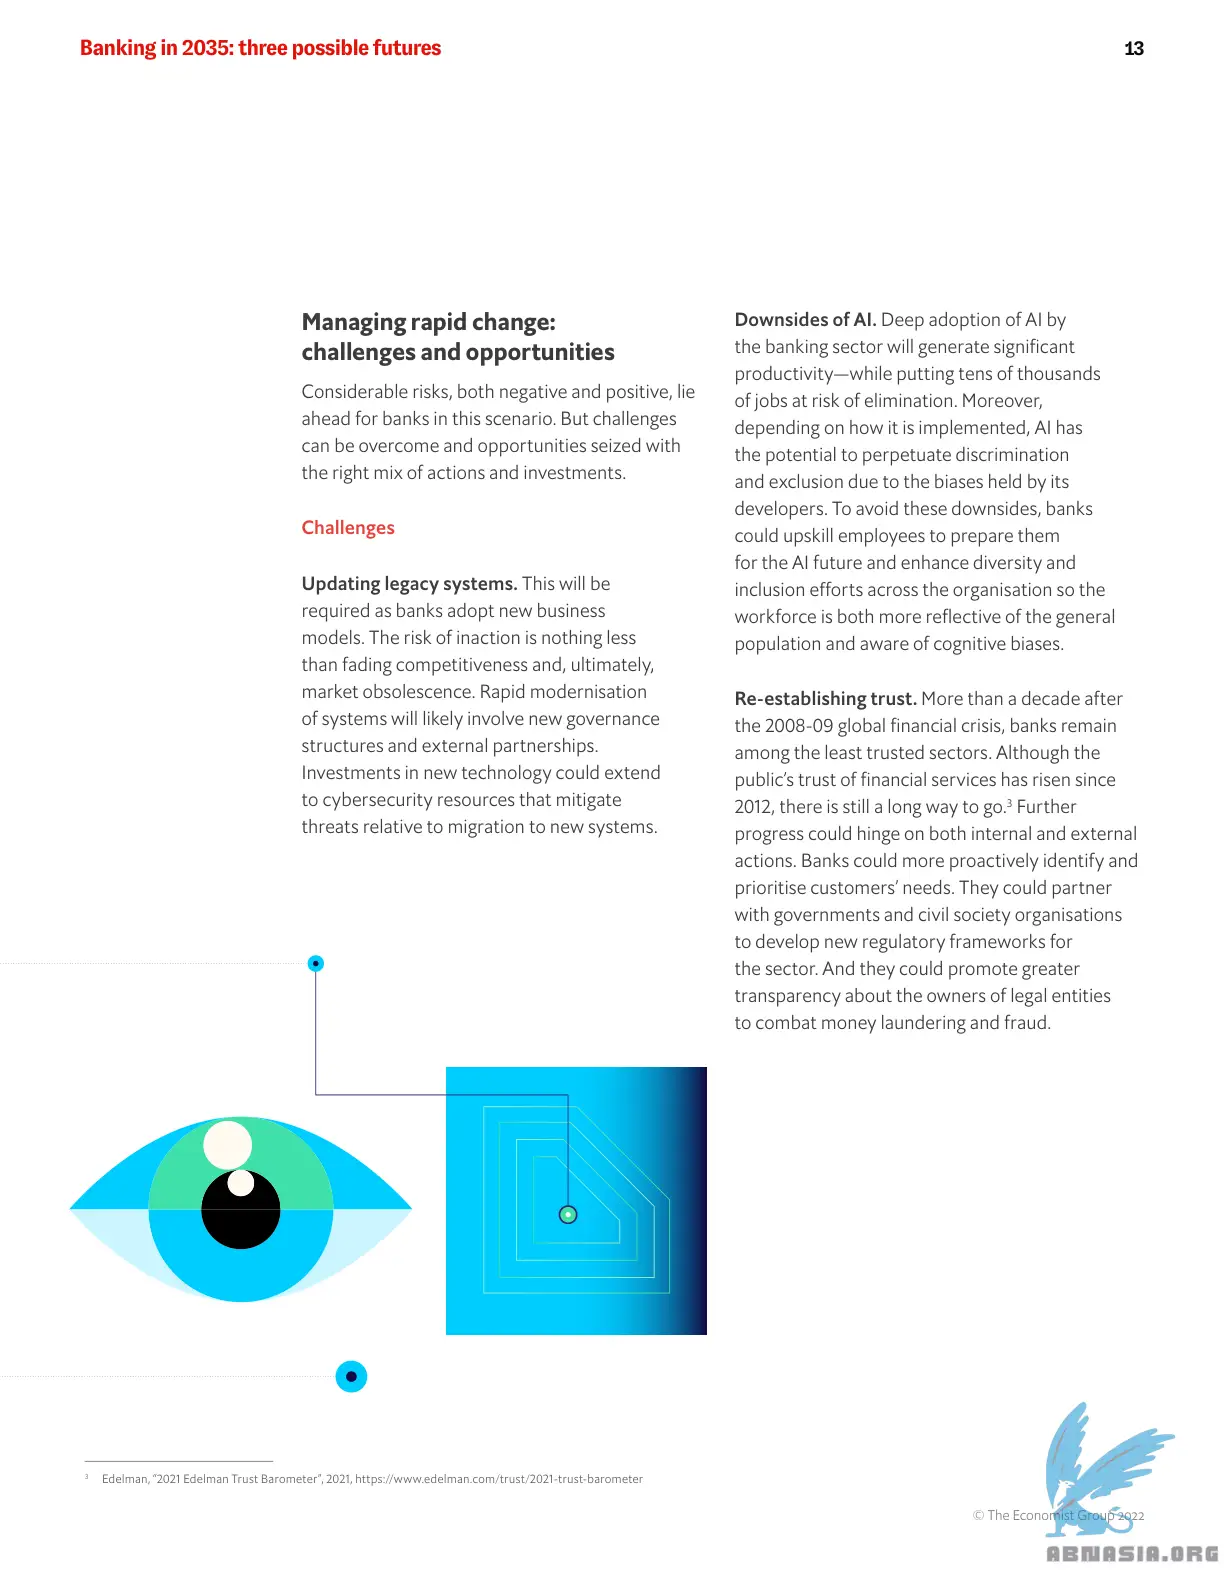 Banking in 2035: three possible futures
13
Managing rapid change:
challenges and opportunities
Considerable risks, both negative and positive, lie
ahead for banks in this scenario. But challenges
can be overcome and opportunities seized with
the right mix of actions and investments.
Challenges
Updating legacy systems. This will be
required as banks adopt new business
models. The risk of inaction is nothing less
than fading competitiveness and, ultimately,
market obsolescence. Rapid modernisation
of systems will likely involve new governance
structures and external partnerships.
Investments in new technology could extend
to cybersecurity resources that mitigate
threats relative to migration to new systems.
Downsides of AI. Deep adoption of AI by
the banking sector will generate significant
productivity—while putting tens of thousands
of jobs at risk of elimination. Moreover,
depending on how it is implemented, AI has
the potential to perpetuate discrimination
and exclusion due to the biases held by its
developers. To avoid these downsides, banks
could upskill employees to prepare them
for the AI future and enhance diversity and
inclusion efforts across the organisation so the
workforce is both more reflective of the general
population and aware of cognitive biases.
Re-establishing trust. More than a decade after
the 2008-09 global financial crisis, banks remain
among the least trusted sectors. Although the
public’s trust of financial services has risen since
2012, there is still a long way to go.³ Further
progress could hinge on both internal and external
actions. Banks could more proactively identify and
prioritise customers’ needs. They could partner
with governments and civil society organisations
to develop new regulatory frameworks for
the sector. And they could promote greater
transparency about the owners of legal entities
to combat money laundering and fraud.
³ Edelman, “2021 Edelman Trust Barometer”, 2021, https://www.edelman.com/trust/2021-trust-barometer
© The Economist Group 2022
ABNASIA.ORG